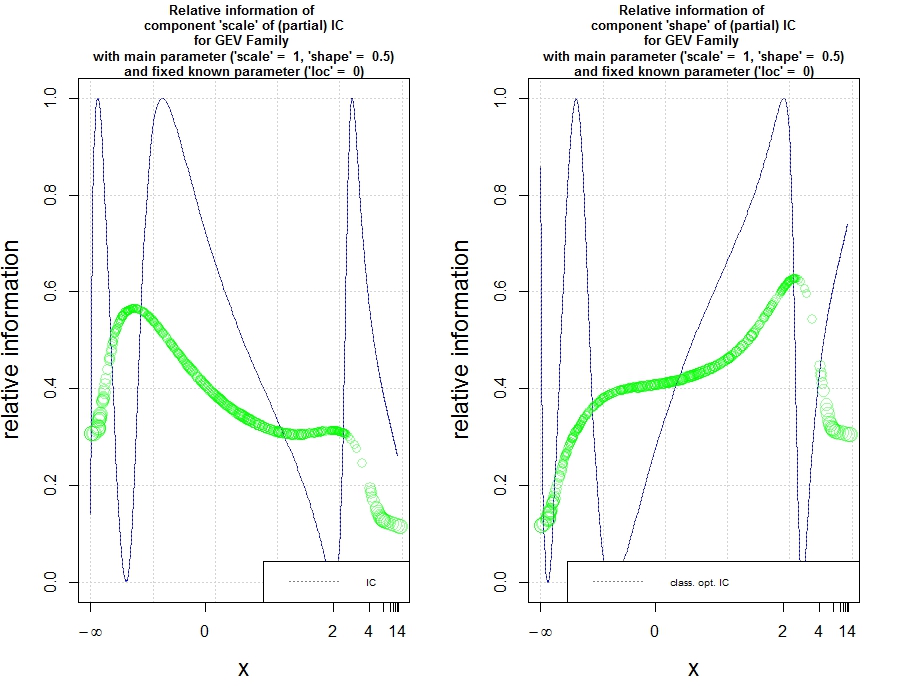 Relative information of
component 'scale' of (partial) IC
for GEV Family
with main parameter ('scale' = 1, 'shape' = 0.5)
and fixed known parameter ('loc' = 0)
relative information
1.0
0.8
0.6
0.4
0.2
0.0
IC
−∞ 0 2 4 14
x
Relative information of
component 'shape' of (partial) IC
for GEV Family
with main parameter ('scale' = 1, 'shape' = 0.5)
and fixed known parameter ('loc' = 0)
relative information
1.0
0.8
0.6
0.4
0.2
0.0
class. opt. IC
−∞ 0 2 4 14
x